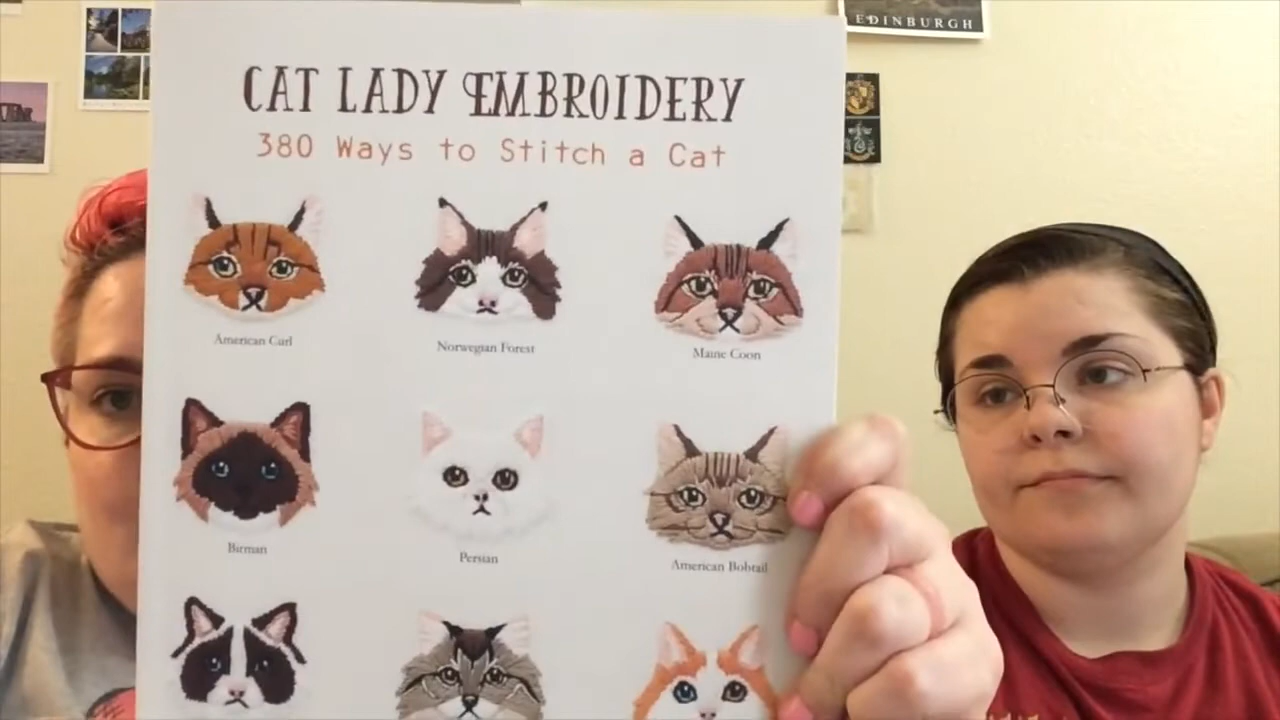 EDINBURGH
CAT LADY EMBROIDERY
380 Ways to Stitch a Cat
American Curl
Norwegian Forest
Maine Coon
Birman
Persian
American Bobtail